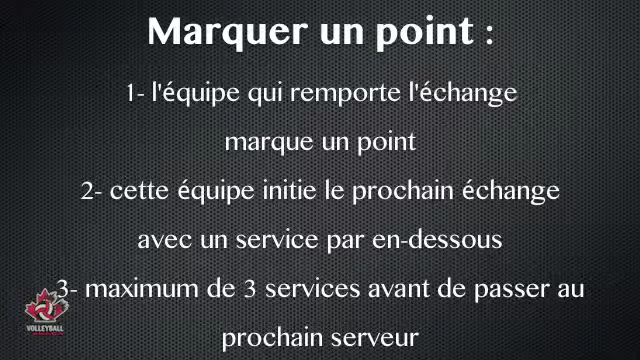 Marquer un point :
1- l'équipe qui remporte l'échange
marque un point
2- cette équipe initie le prochain échange
avec un service par en-dessous
3- maximum de 3 services avant de passer au
prochain serveur
VOLLEYBALL